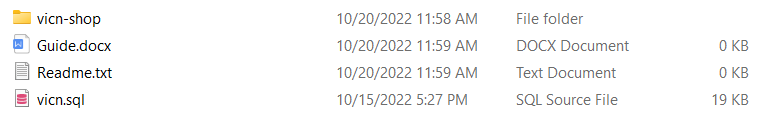 vicn-shop 10/20/2022 11:58 AM File folder
Guide.docx 10/20/2022 11:59 AM DOCX Document 0 KB
Readme.txt 10/20/2022 11:59 AM Text Document 0 KB
vicn.sql 10/15/2022 5:27 PM SQL Source File 19 KB